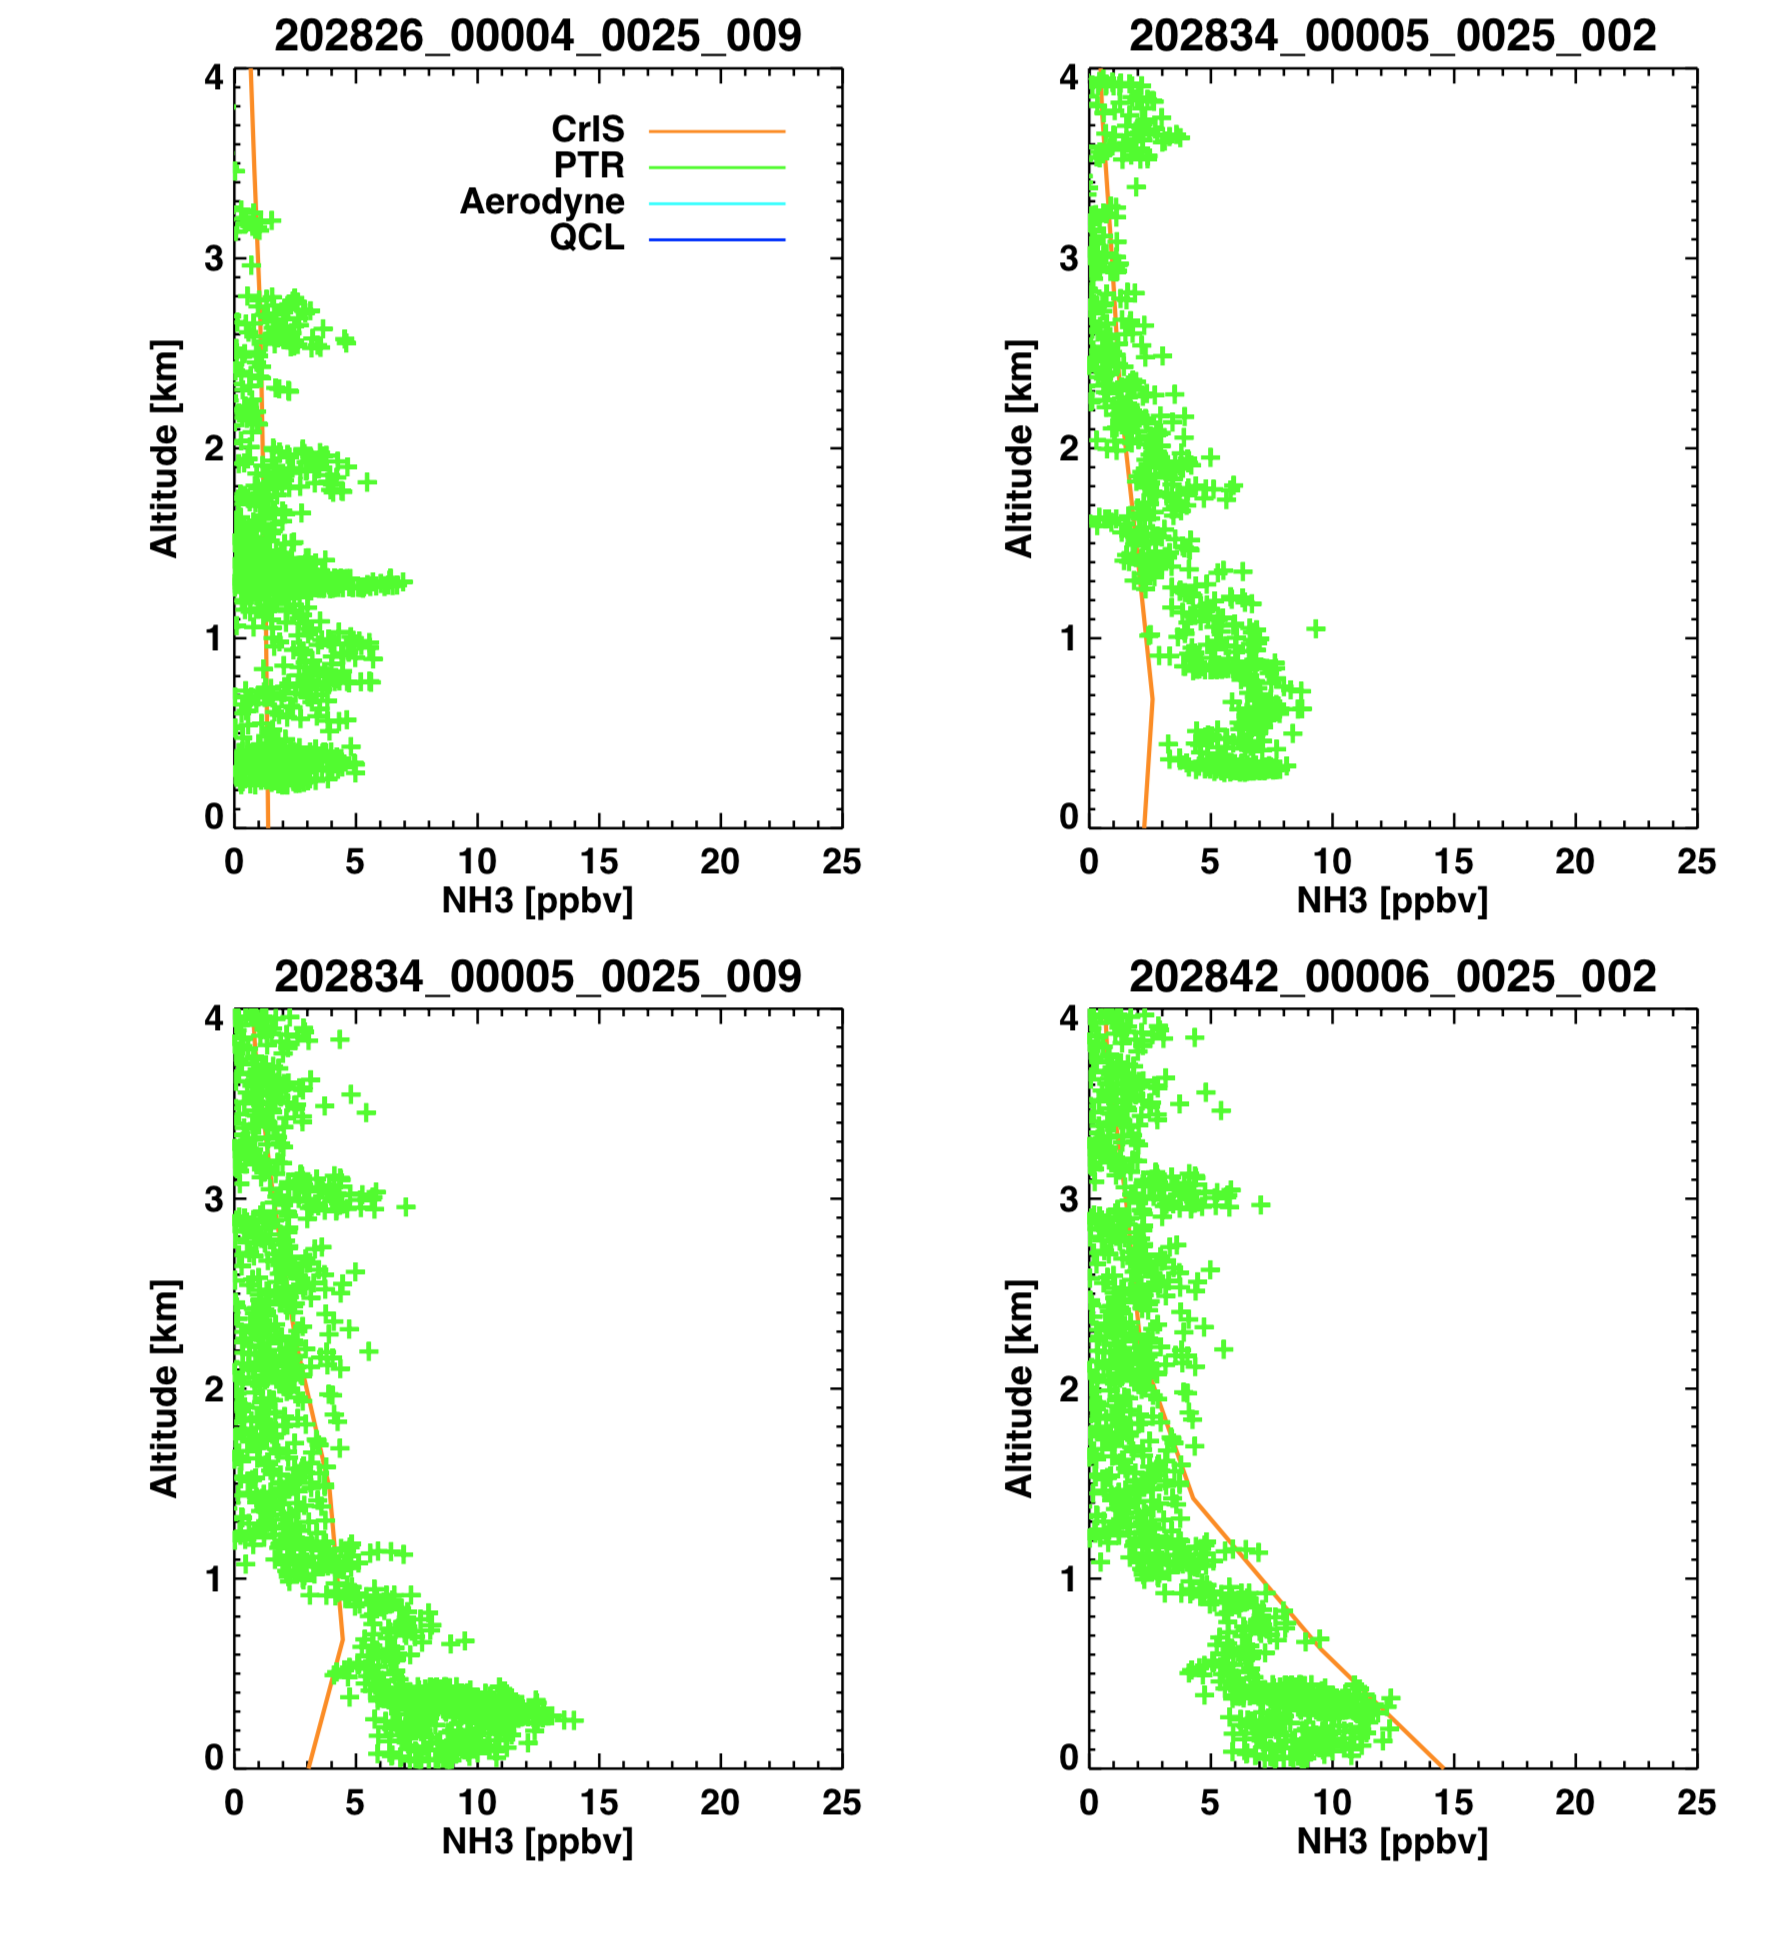 202826_00004_0025_009
4
3
2
1
0
Altitude [km]
CrIS
PTR
Aerodyne
QCL
0 5 10 15 20 25
NH3 [ppbv]
202834_00005_0025_002
4
3
2
1
0
Altitude [km]
0 5 10 15 20 25
NH3 [ppbv]
202834_00005_0025_009
4
3
2
1
0
Altitude [km]
0 5 10 15 20 25
NH3 [ppbv]
202842_00006_0025_002
4
3
2
1
0
Altitude [km]
0 5 10 15 20 25
NH3 [ppbv]